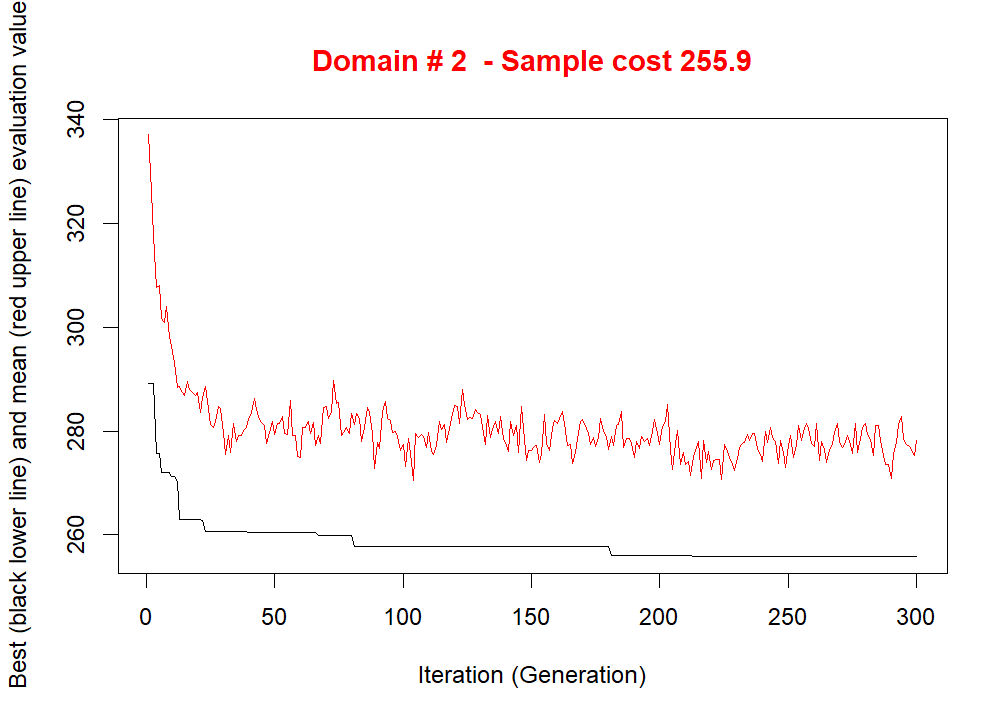 Domain # 2  - Sample cost 255.9
Best (black lower line) and mean (red upper line) evaluation value
340
320
300
280
260
0 50 100 150 200 250 300
Iteration (Generation)